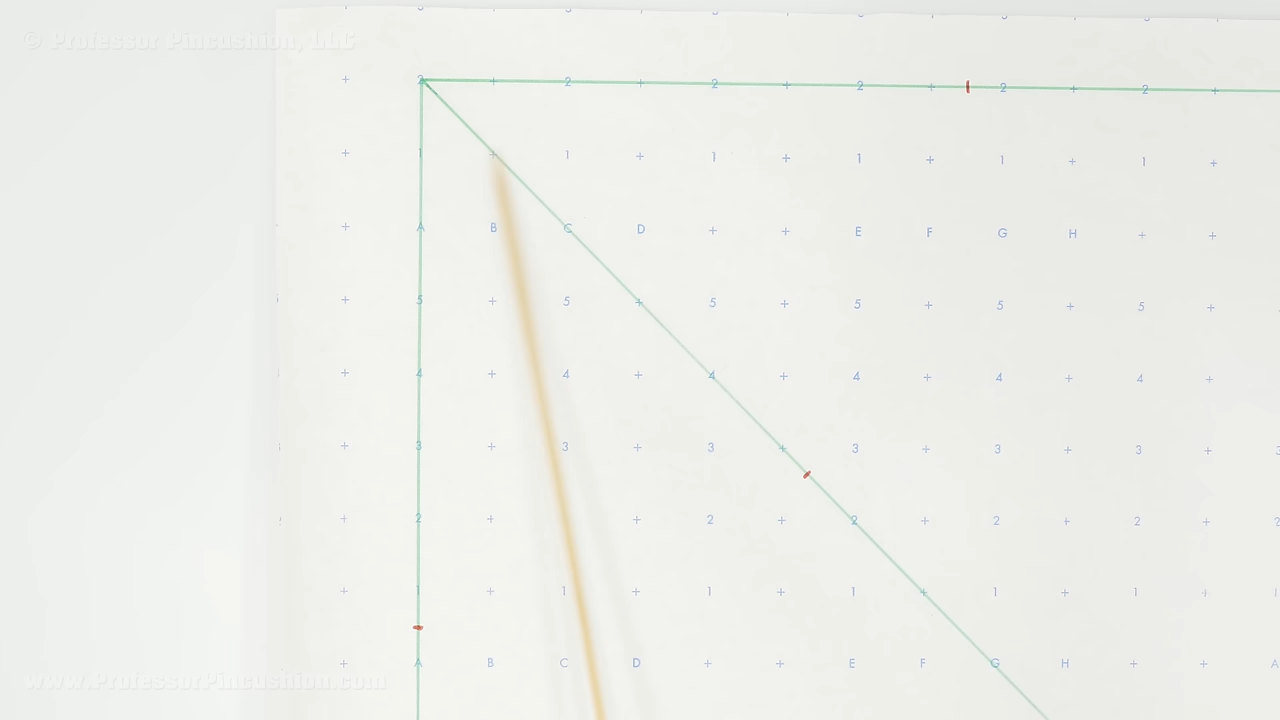 © Professor Pincushion, LLC
2 + 2 + 2 + 2 + 2 + 2 +
+ 1 + 1 + 1 + 1 + 1 + 1 +
+ A B C D + + E F G H + +
+ 5 + 5 + 5 + 5 + 5 + 5 +
+ 4 + 4 + 4 + 4 + 4 + 4 +
+ 3 + 3 + 3 + 3 + 3 + 3 +
+ 2 + 2 + 2 + 2 + 2 + 2 +
+ 1 + 1 + 1 + 1 + 1 + 1 +
+ A B C D + + E F G H + + A
www.ProfessorPincushion.com